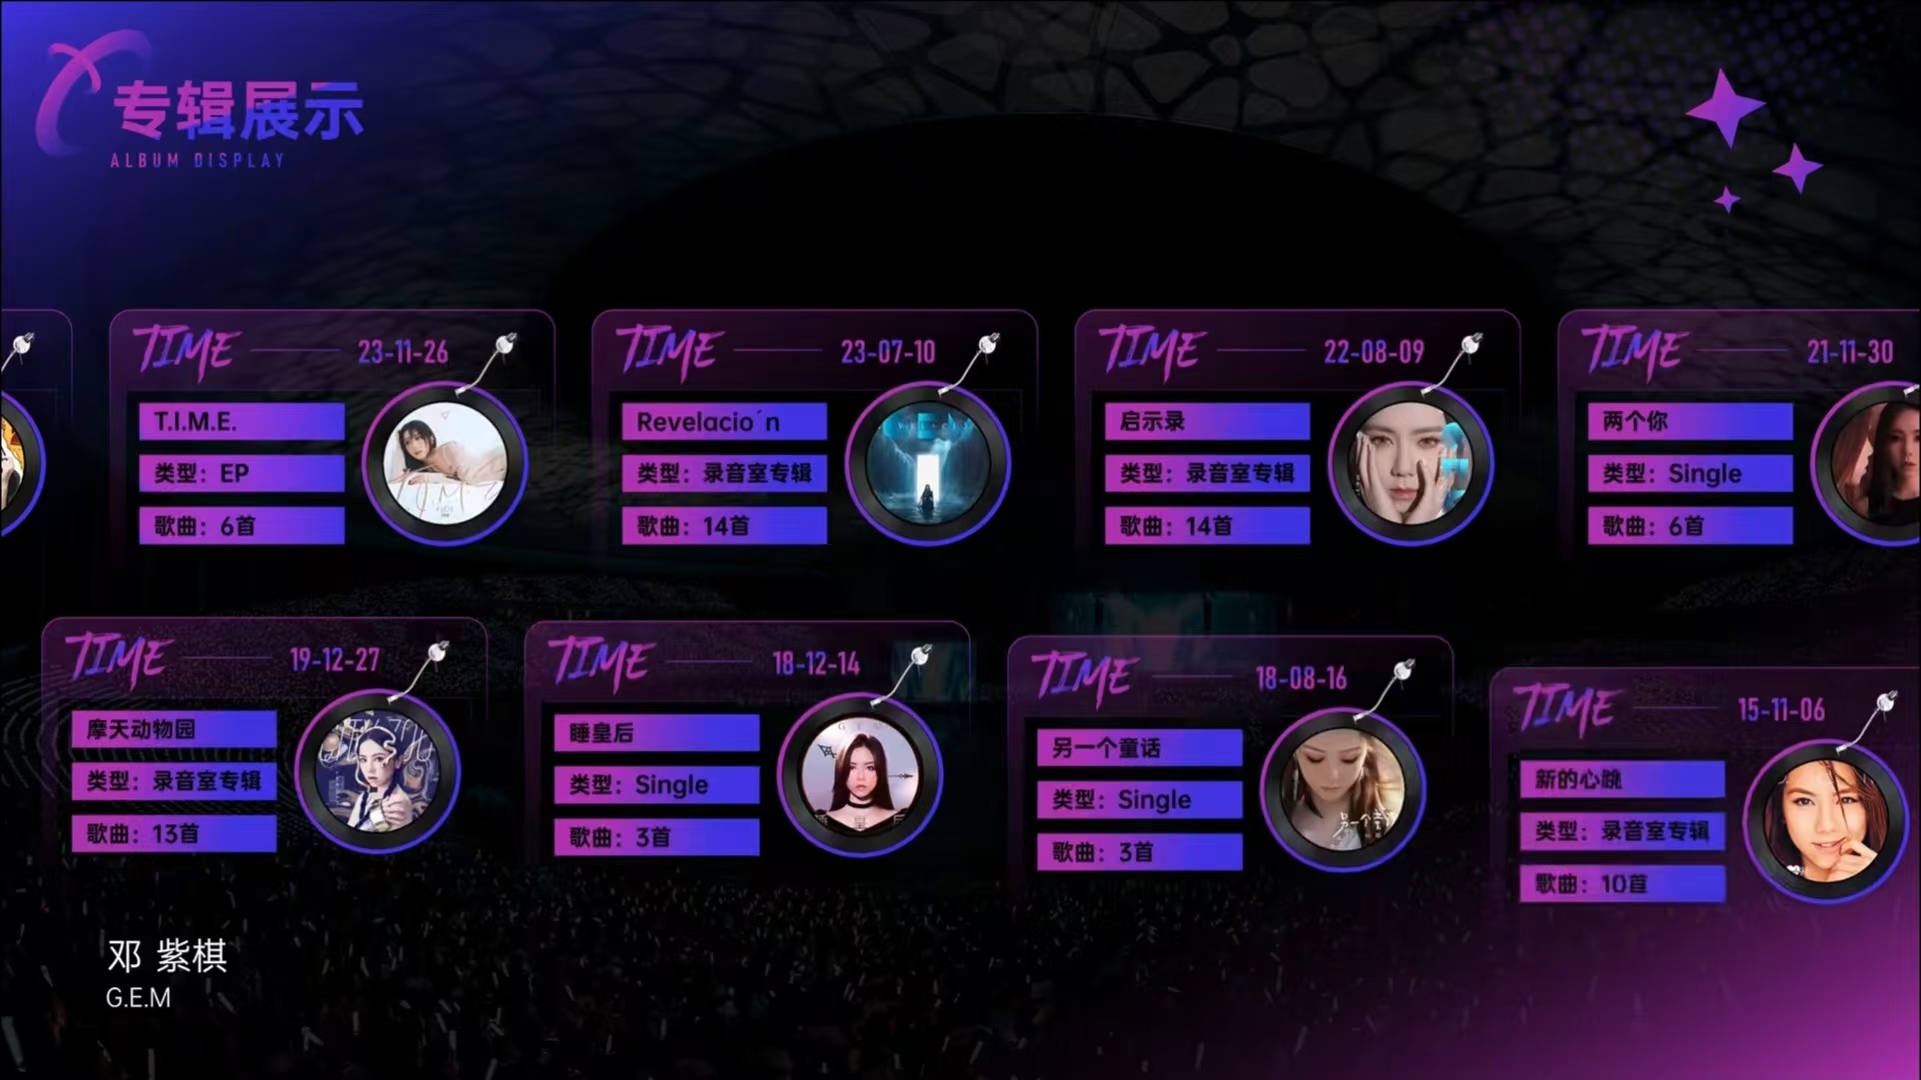 专辑展示
ALBUM DISPLAY
TIME 23-11-26
T.I.M.E.
类型：EP
歌曲：6首
TIME 23-07-10
Revelacio´n
类型：录音室专辑
歌曲：14首
TIME 22-08-09
启示录
类型：录音室专辑
歌曲：14首
TIME 21-11-30
两个你
类型：Single
歌曲：6首
TIME 19-12-27
摩天动物园
类型：录音室专辑
歌曲：13首
TIME 18-12-14
睡皇后
类型：Single
歌曲：3首
TIME 18-08-16
另一个童话
类型：Single
歌曲：3首
TIME 15-11-06
新的心跳
类型：录音室专辑
歌曲：10首
邓 紫棋
G.E.M